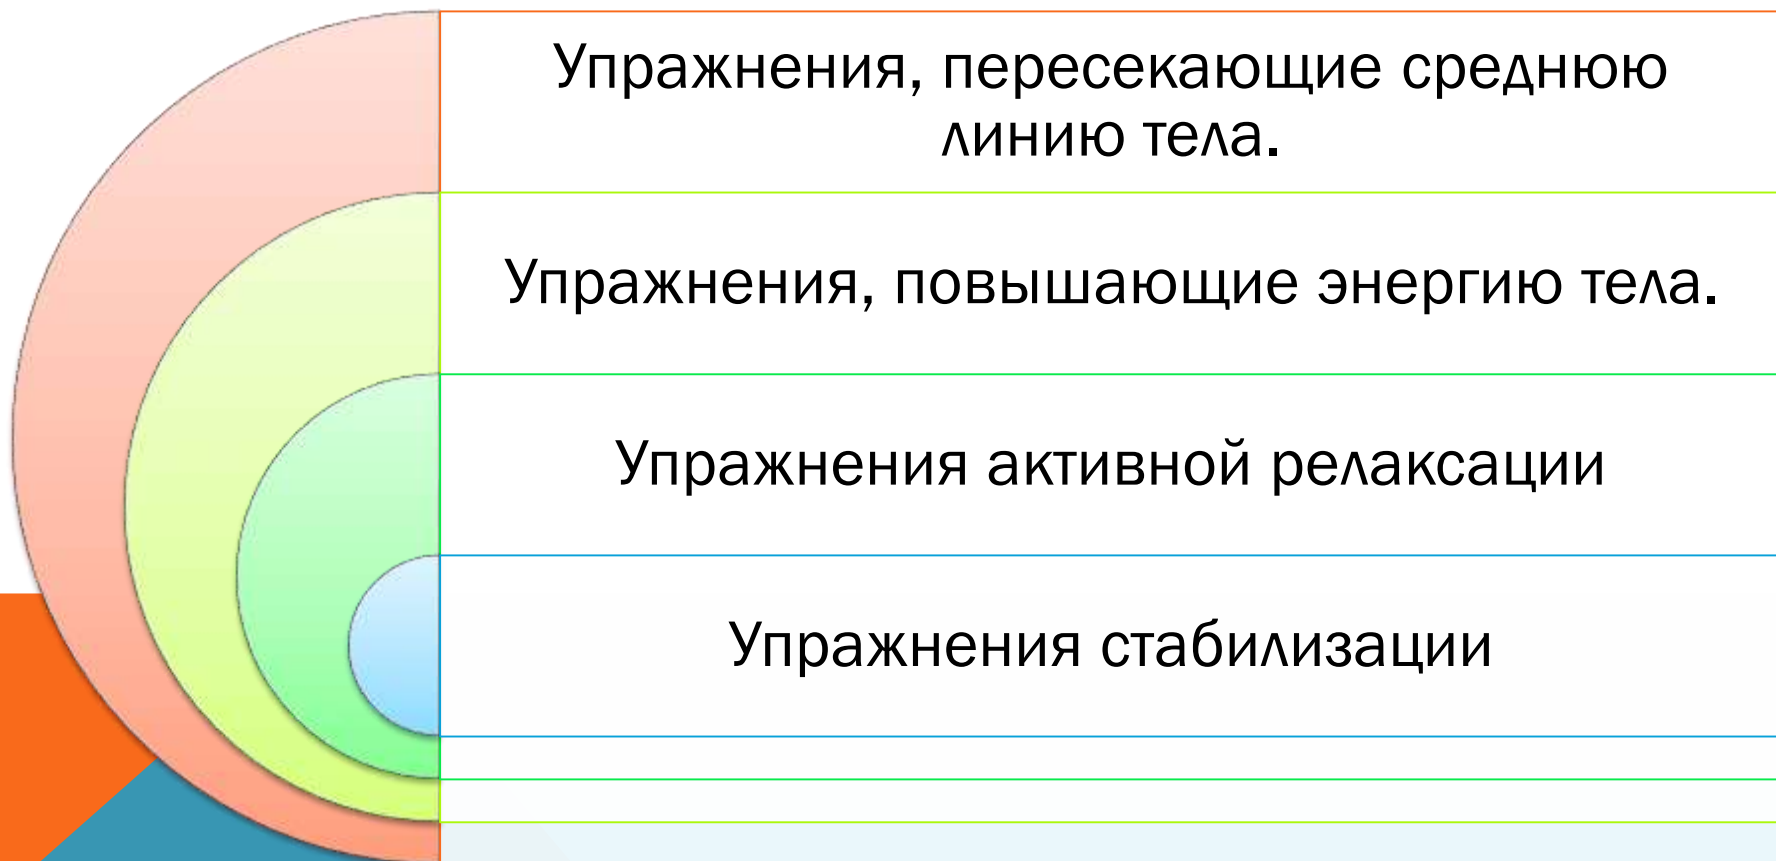 Упражнения, пересекающие среднюю
линию тела.
Упражнения, повышающие энергию тела.
Упражнения активной релаксации
Упражнения стабилизации